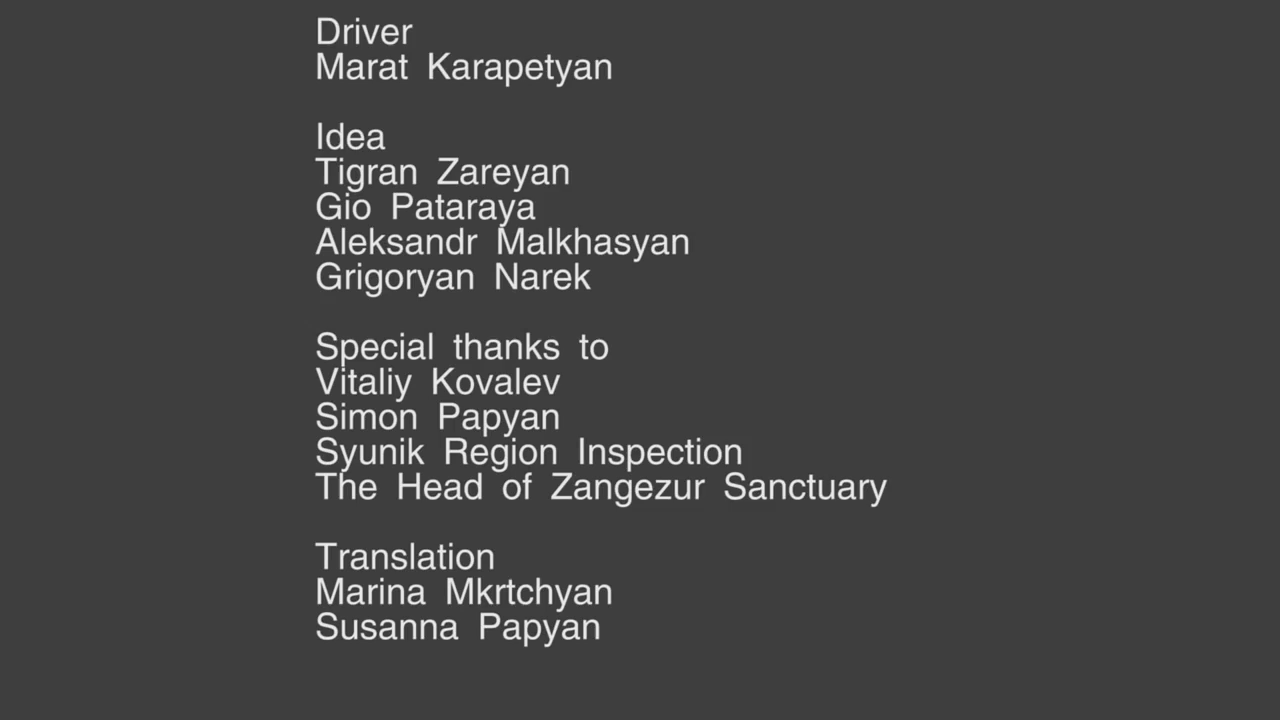 Driver
Marat Karapetyan
Idea
Tigran Zareyan
Gio Pataraya
Aleksandr Malkhasyan
Grigoryan Narek
Special thanks to
Vitaliy Kovalev
Simon Papyan
Syunik Region Inspection
The Head of Zangezur Sanctuary
Translation
Marina Mkrtchyan
Susanna Papyan